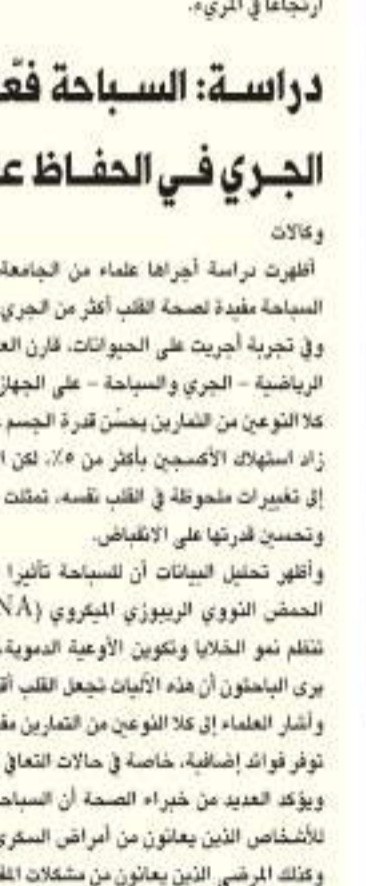 ارتجاعاً في المريء.
دراسة: السباحة فعّ
الجري في الحفاظ ع
وكالات
أظهرت دراسة أجراها علماء من الجامعة
السباحة مفيدة لصحة القلب أكثر من الجري
وفي تجربة أجريت على الحيوانات، قارن الع
الرياضية - الجري والسباحة - على الجهاز
كلا النوعين من التمارين يحسّن قدرة الجسم
زاد استهلاك الأكسجين بأكثر من ٥٪. لكن ا
إلى تغييرات ملحوظة في القلب نفسه، تمثلت
وتحسين قدرتها على الانقباض.
وأظهر تحليل البيانات أن للسباحة تأثيرا
الحمض النووي الريبوزي الميكروي (NA
تنظم نمو الخلايا وتكوين الأوعية الدموية،
يرى الباحثون أن هذه الآليات تجعل القلب أق
وأشار العلماء إلى كلا النوعين من التمارين مف
توفر فوائد إضافية، خاصة في حالات التعافي
ويؤكد العديد من خبراء الصحة أن السباح
للأشخاص الذين يعانون من أمراض السكري
وكذلك المرضى الذين يعانون من مشكلات المف